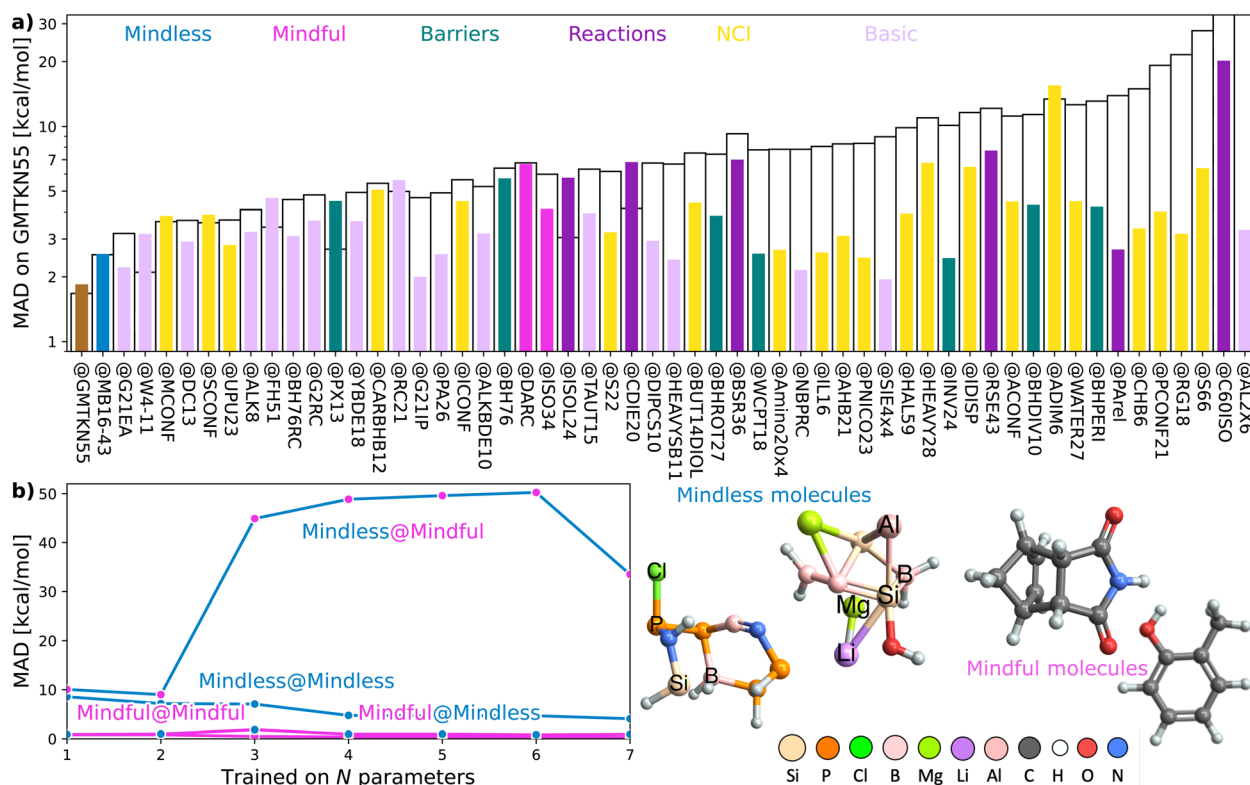 a)
MAD on GMTKN55 [kcal/mol]
30
20
10
7
5
3
2
1
Mindless Mindful Barriers Reactions NCI Basic
@GMTKN55
@MB16-43
@G21EA
@W4-11
@MCONF
@DC13
@SCONF
@UPU23
@ALK8
@FH51
@BH76RC
@G2RC
@PX13
@YBDE18
@CARBHB12
@RC21
@G21IP
@PA26
@ICONF
@ALKBDE10
@BH76
@DARC
@ISO34
@ISOL24
@TAUT15
@S22
@CDIE20
@DIPCS10
@HEAVYSB11
@BUT14DIOL
@BHROT27
@BSR36
@WCPT18
@NBPRC
@Amino20x4
@IL16
@AHB21
@PNICO23
@SIE4x4
@HAL59
@HEAVY28
@INV24
@IDISP
@RSE43
@ACONF
@BHDIV10
@ADIM6
@WATER27
@BHPERI
@PArel
@CHB6
@PCONF21
@RG18
@S66
@C60ISO
@AL2X6
b)
MAD [kcal/mol]
50
40
30
20
10
0
Mindless@Mindful
Mindless@Mindless
Mindful@Mindful
Mindful@Mindless
1 2 3 4 5 6 7
Trained on N parameters
Mindless molecules
Cl
P
Si
B
Al
B
Si
Mg
Li
Mindful molecules
Si P Cl B Mg Li Al C H O N